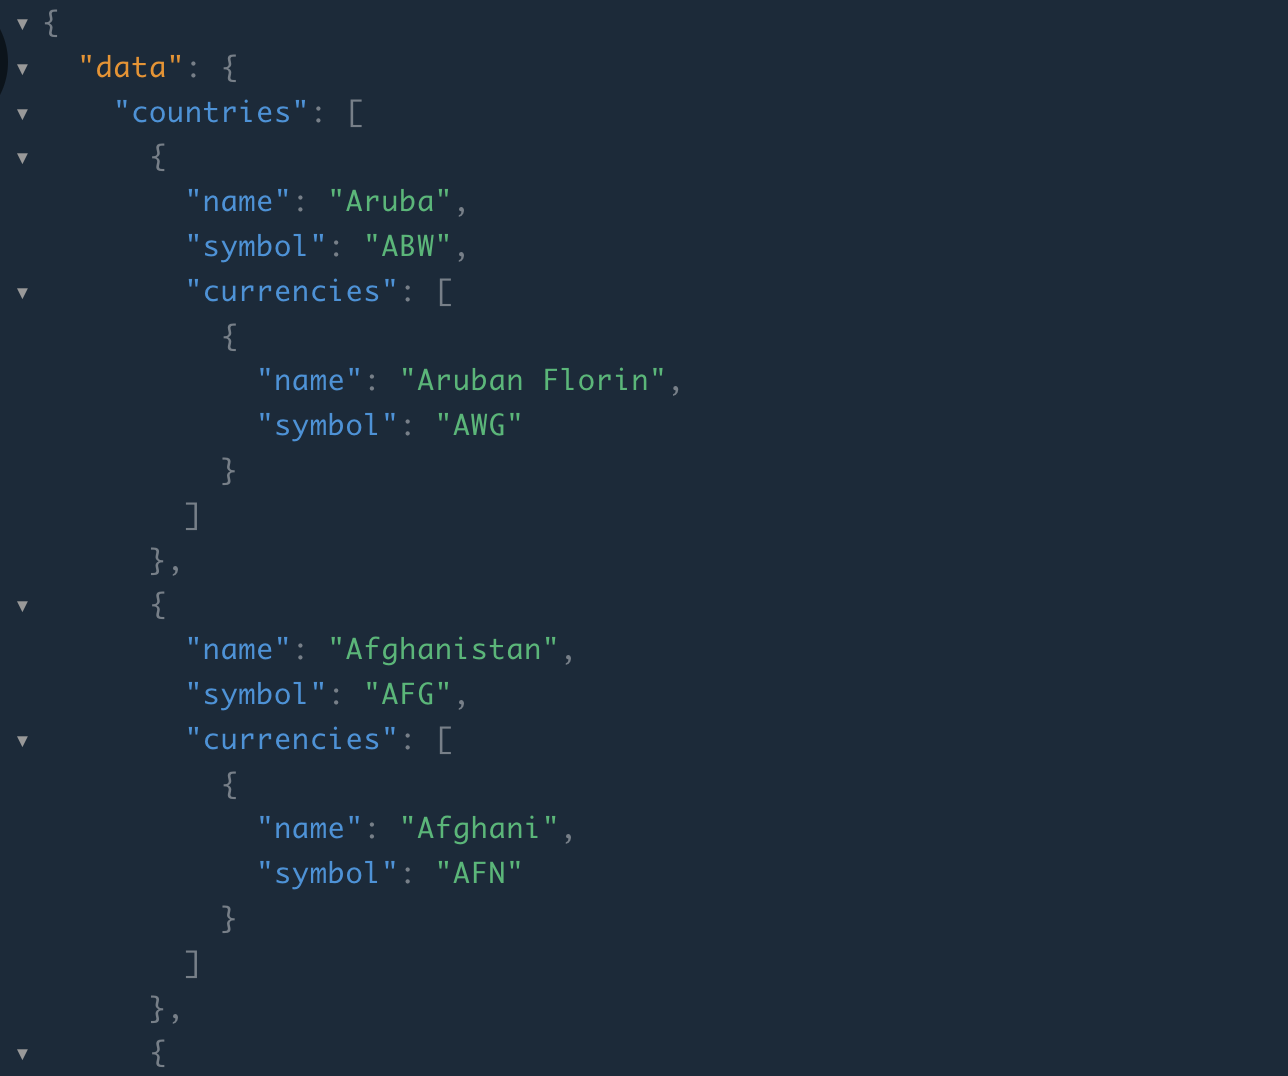 {
"data": {
"countries": [
{
"name": "Aruba",
"symbol": "ABW",
"currencies": [
{
"name": "Aruban Florin",
"symbol": "AWG"
}
]
},
{
"name": "Afghanistan",
"symbol": "AFG",
"currencies": [
{
"name": "Afghani",
"symbol": "AFN"
}
]
},
{